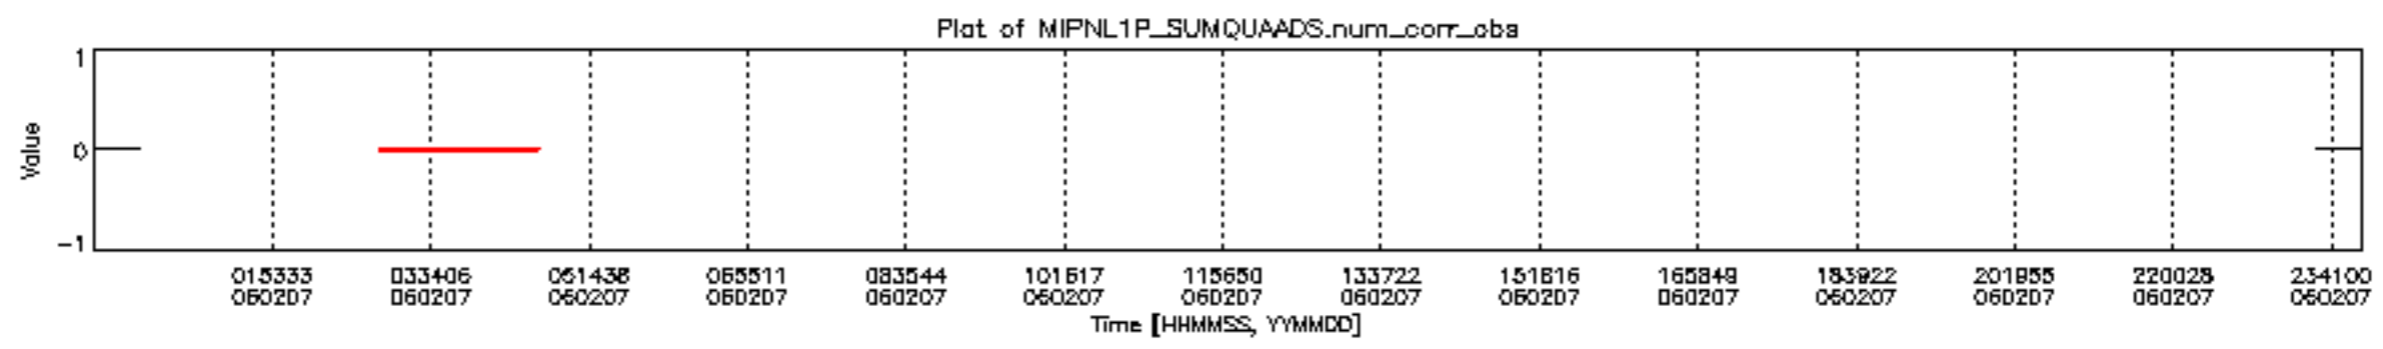 Plot of MIPNL1P_SUMQUAADS.num_corr_obs
1
0
-1
Value
015333 033406 051438 065511 083544 101617 115650 133722 151816 165849 183922 201955 220028 234100
060207 060207 060207 060207 060207 060207 060207 060207 060207 060207 060207 060207 060207 060207
Time [HHMMSS, YYMMDD]